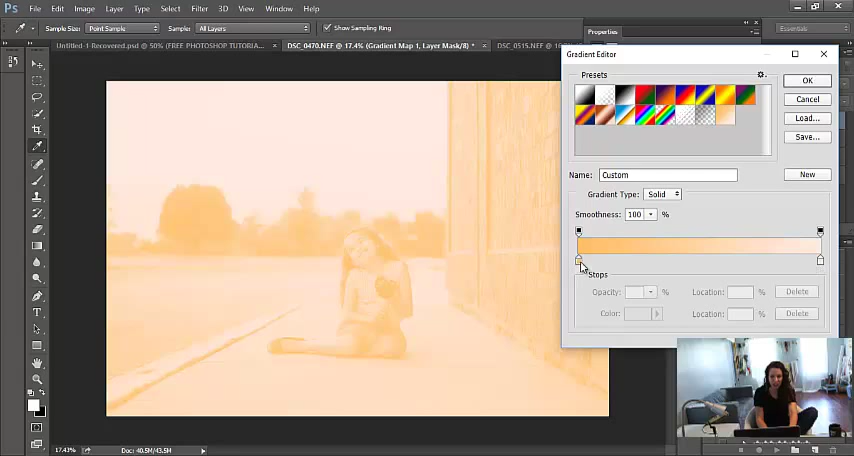 Ps File Edit Image Layer Type Select Filter 3D View Window Help
Sample Size: Point Sample Sample: All Layers Show Sampling Ring Essentials
Properties
Untitled-1-Recovered.psd @ 50% (FREE PHOTOSHOP TUTORIA... × DSC_0470.NEF @ 17.4% (Gradient Map 1, Layer Mask/8) * × DSC_0515.NEF
Gradient Editor
Presets
OK
Cancel
Load...
Save...
Name: Custom New
Gradient Type: Solid
Smoothness: 100 %
Stops
Opacity: % Location: % Delete
Color: Location: % Delete
17.43% Doc: 40.5M/43.5M